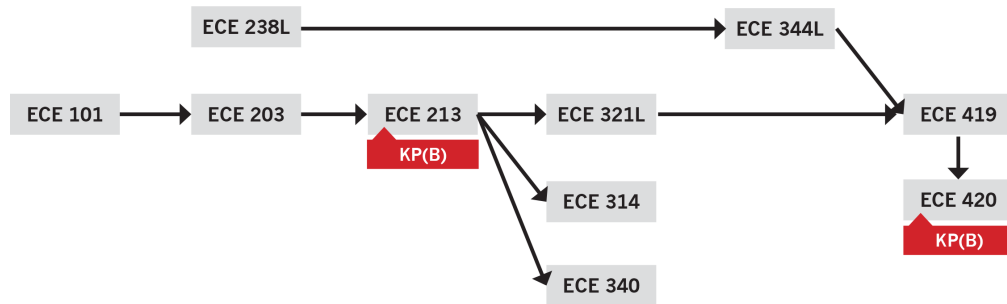 ECE 238L
ECE 344L
ECE 101
ECE 203
ECE 213
ECE 321L
ECE 419
KP(B)
ECE 314
ECE 420
KP(B)
ECE 340